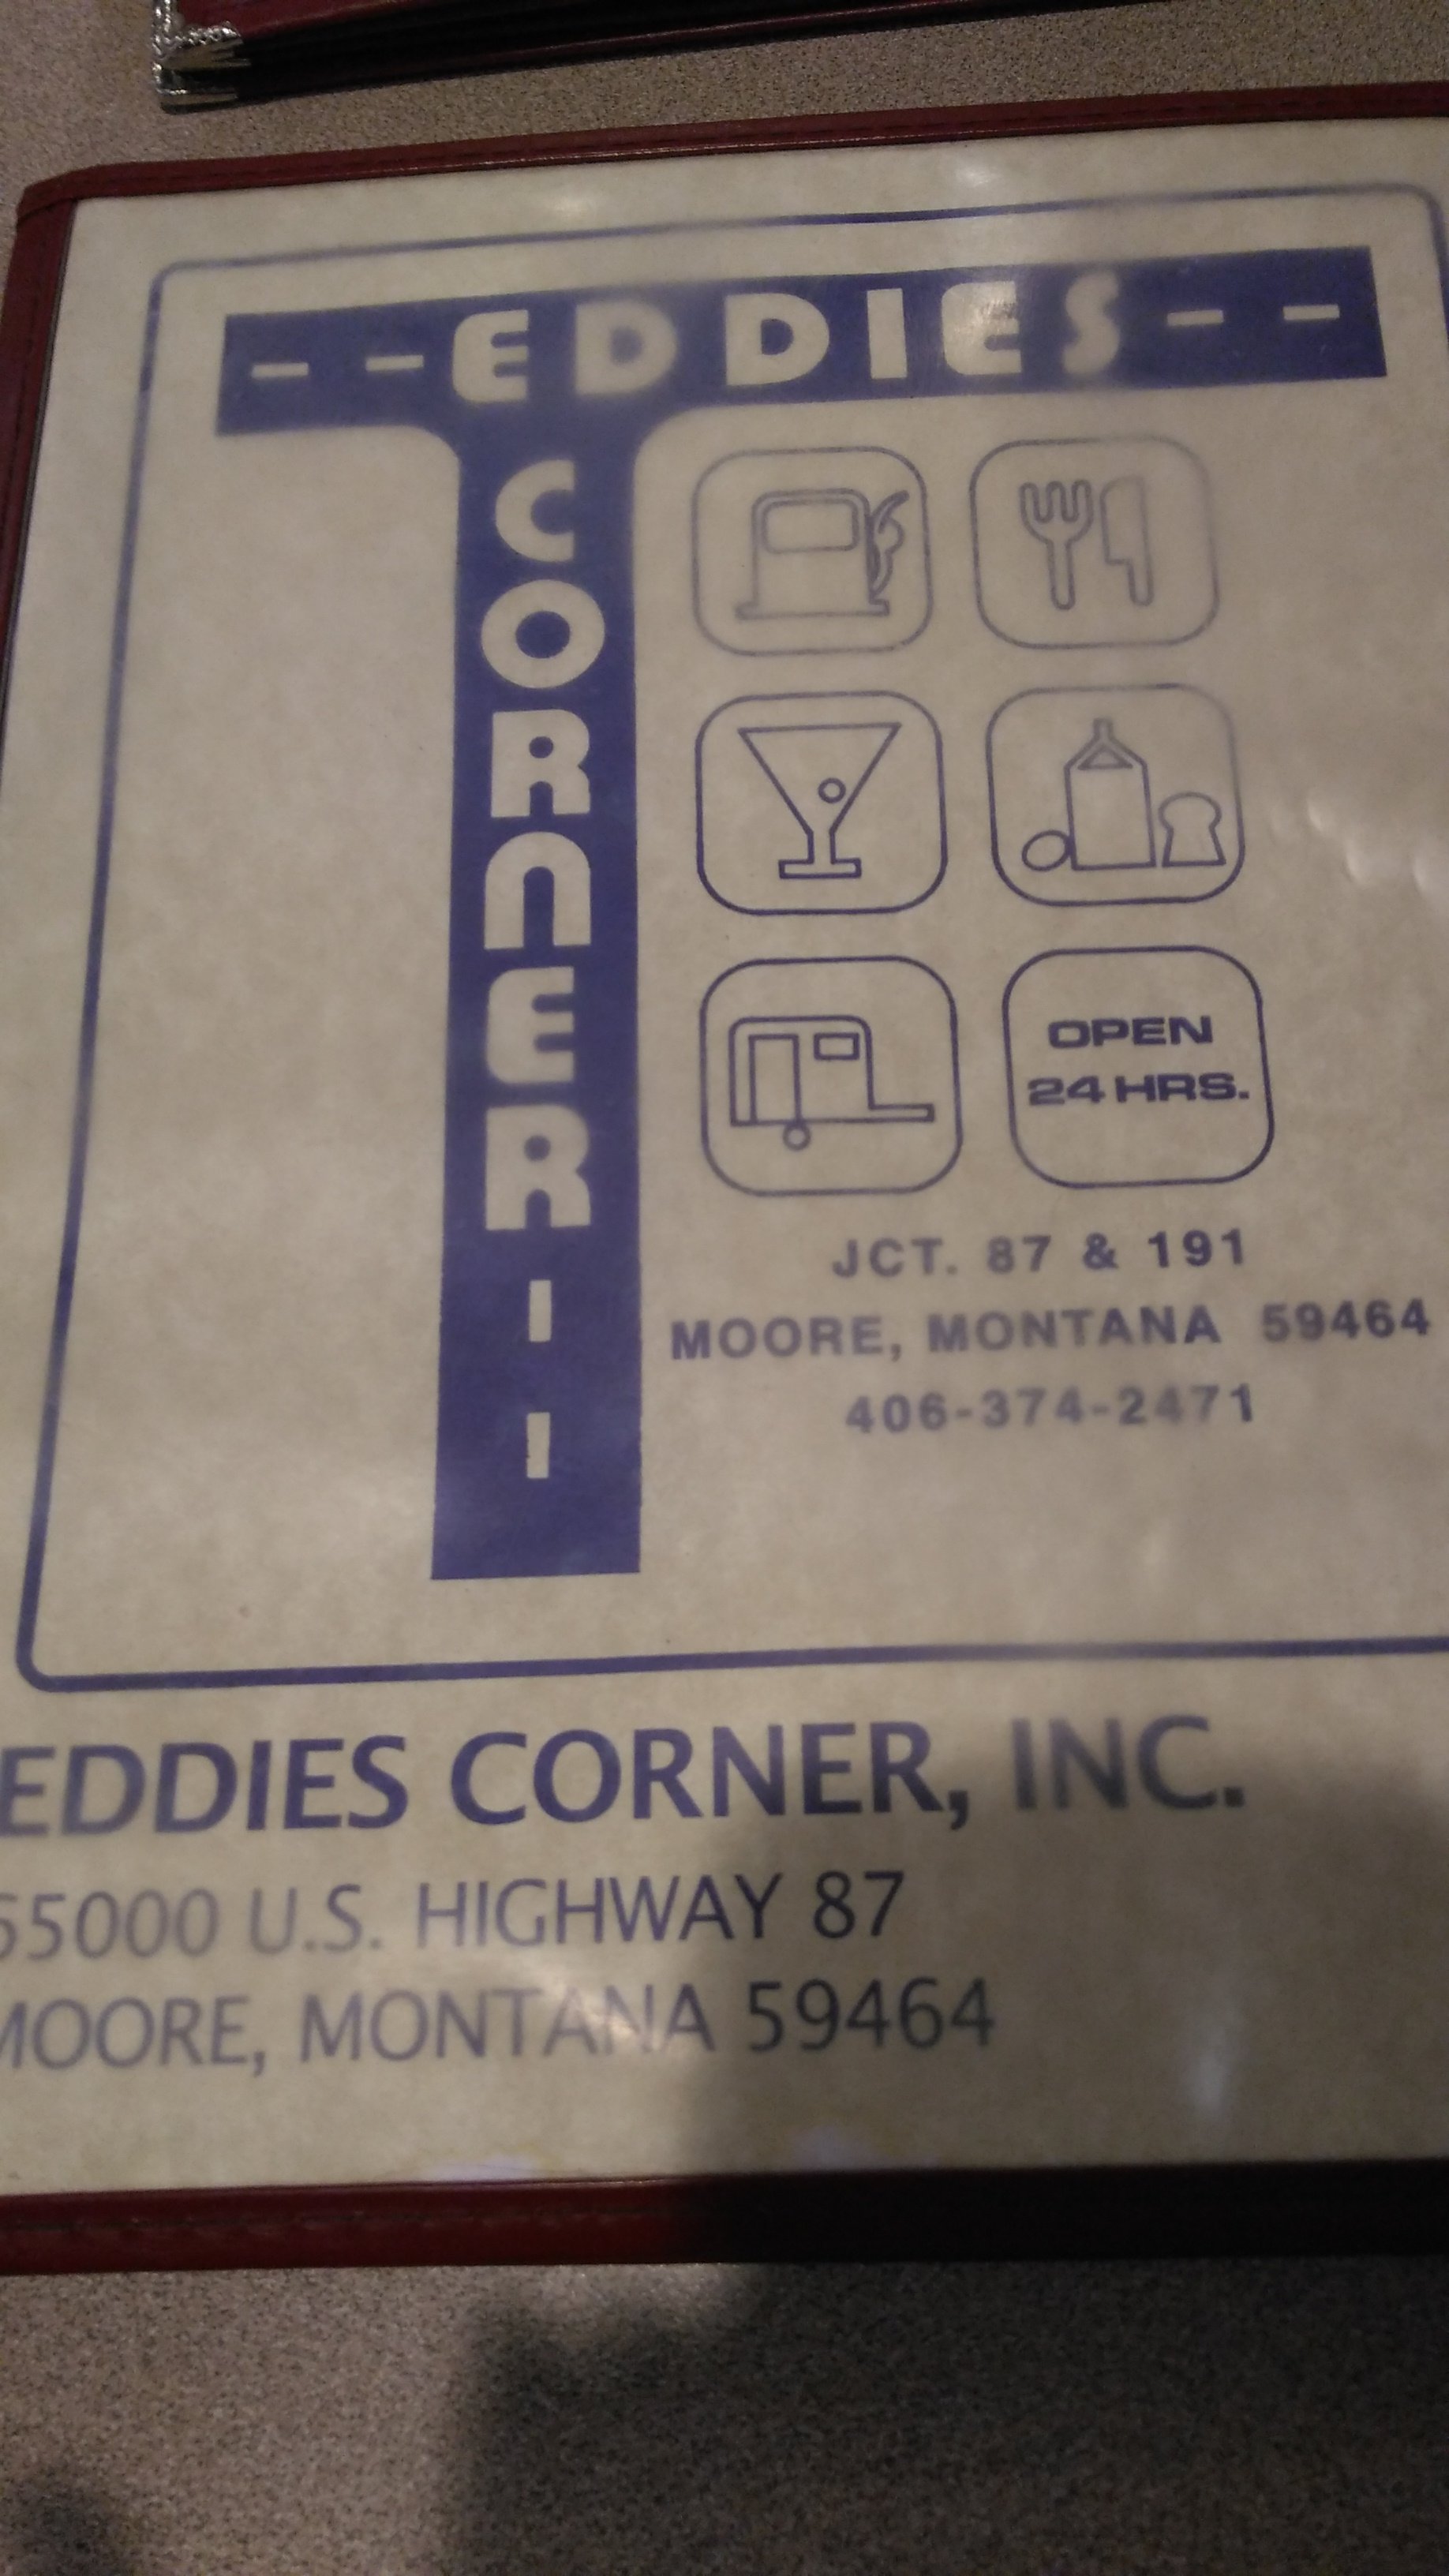 EDDIES
CORNER
OPEN
24 HRS.
JCT. 87 & 191
MOORE, MONTANA 59464
406-374-2471
EDDIES CORNER, INC.
U.S. HIGHWAY 87
MOORE, MONTANA 59464